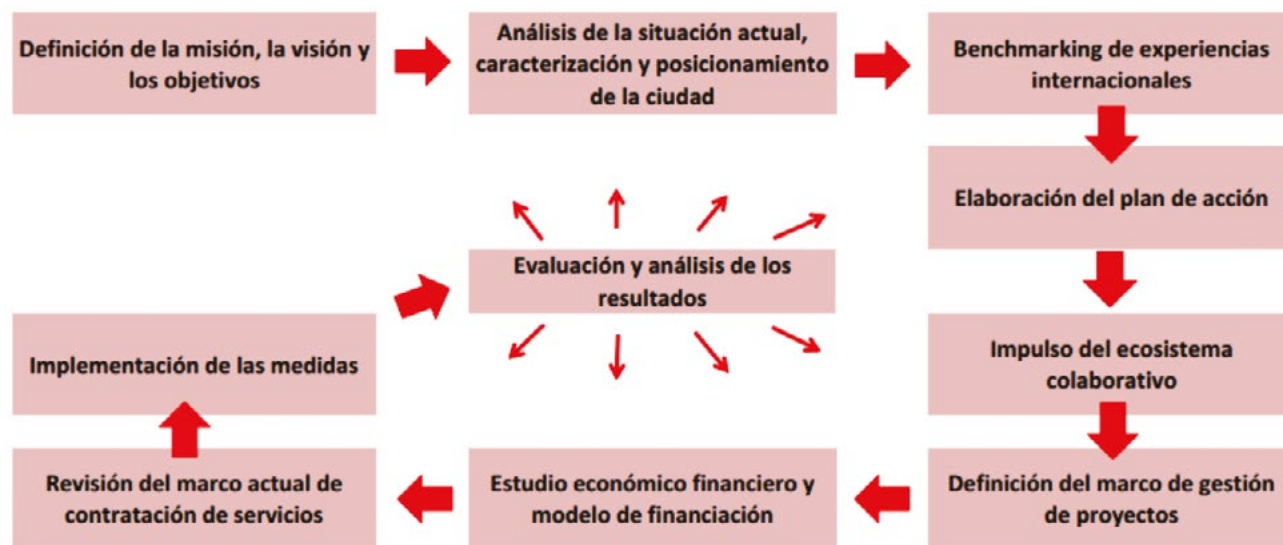 Definición de la misión, la visión y
los objetivos
Análisis de la situación actual,
caracterización y posicionamiento
de la ciudad
Benchmarking de experiencias
internacionales
Elaboración del plan de acción
Impulso del ecosistema
colaborativo
Definición del marco de gestión
de proyectos
Estudio económico financiero y
modelo de financiación
Revisión del marco actual de
contratación de servicios
Implementación de las medidas
Evaluación y análisis de los
resultados